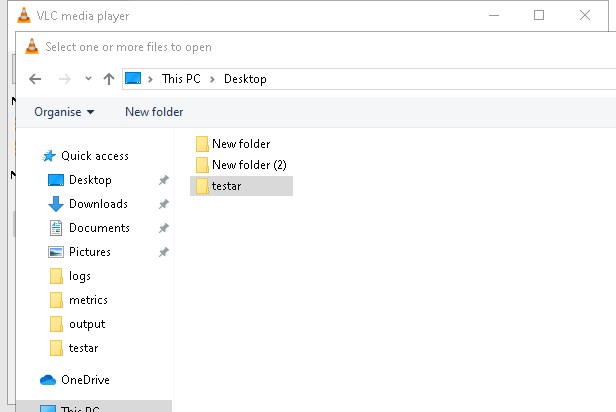 VLC media player
Select one or more files to open
This PC > Desktop
Organise New folder
New folder
New folder (2)
testar
Quick access
Desktop
Downloads
Documents
Pictures
logs
metrics
output
testar
OneDrive
This PC